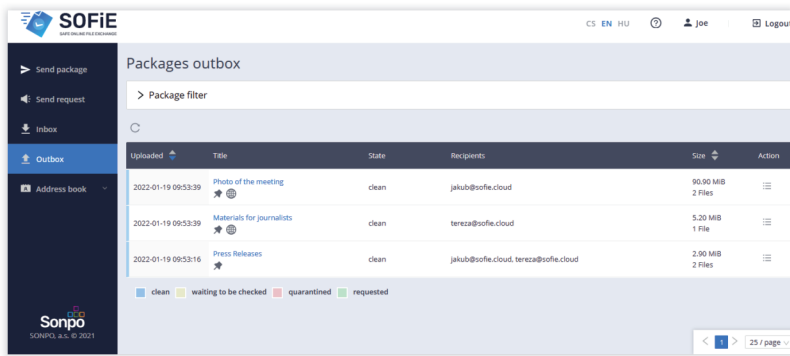 SOFiE
SAFE ONLINE FILE EXCHANGE
CS EN HU
Joe
Logout
Send package
Send request
Inbox
Outbox
Address book
Packages outbox
Package filter
Uploaded Title State Recipients Size Action
2022-01-19 09:53:39 Photo of the meeting clean jakub@sofie.cloud 90.90 MiB
2 Files
2022-01-19 09:53:39 Materials for journalists clean tereza@sofie.cloud 5.20 MiB
1 File
2022-01-19 09:53:16 Press Releases clean jakub@sofie.cloud, tereza@sofie.cloud 2.90 MiB
2 Files
clean waiting to be checked quarantined requested
Sonpo
SONPO, a.s. © 2021
1 25 / page